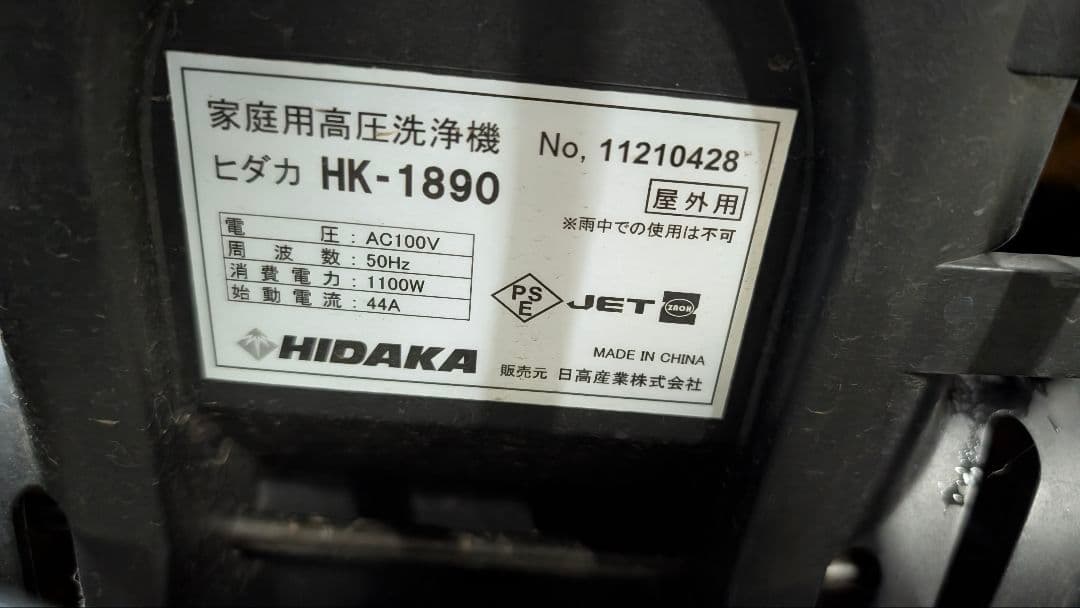 家庭用高圧洗浄機
ヒダカ HK-1890
No, 11210428
屋外用
※雨中での使用は不可
電圧:AC100V
周波数:50Hz
消費電力:1100W
始動電流:44A
PS
E
JET
ZAOH
HIDAKA
MADE IN CHINA
販売元 日高産業株式会社